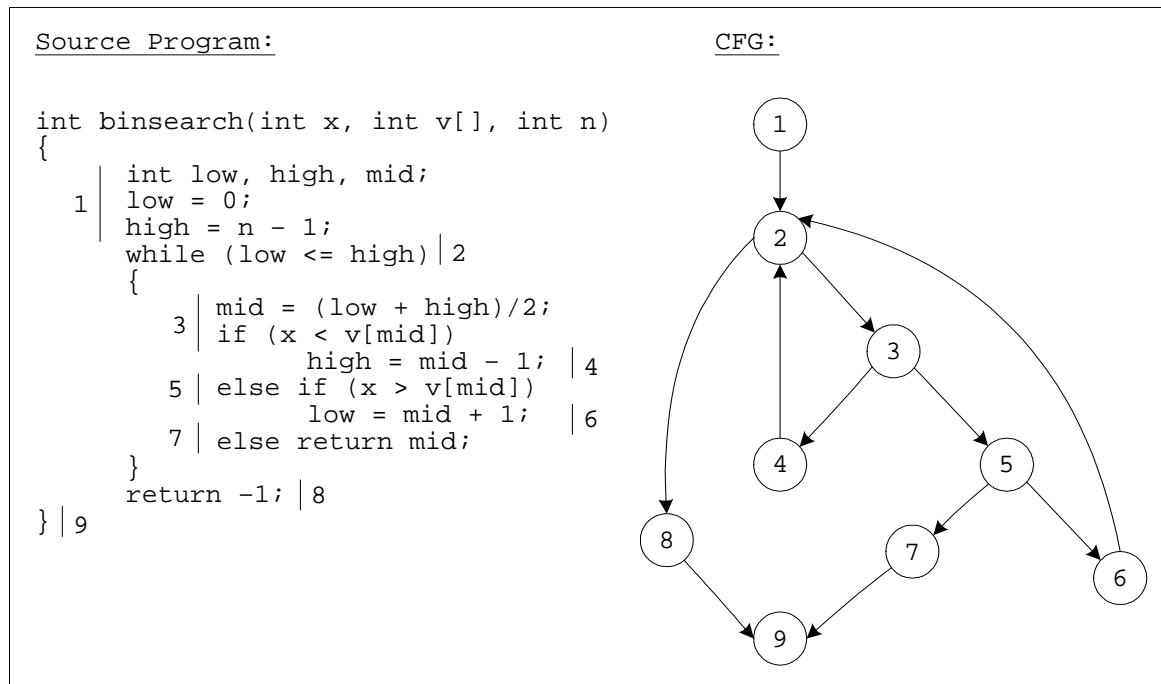 Source Program:
int binsearch(int x, int v[], int n)
{
int low, high, mid;
1 low = 0;
high = n - 1;
while (low <= high) 2
{
mid = (low + high)/2;
3 if (x < v[mid])
high = mid - 1; 4
5 else if (x > v[mid])
low = mid + 1; 6
7 else return mid;
}
return -1; 8
} 9
CFG:
1
2
3
4
5
8
7
6
9